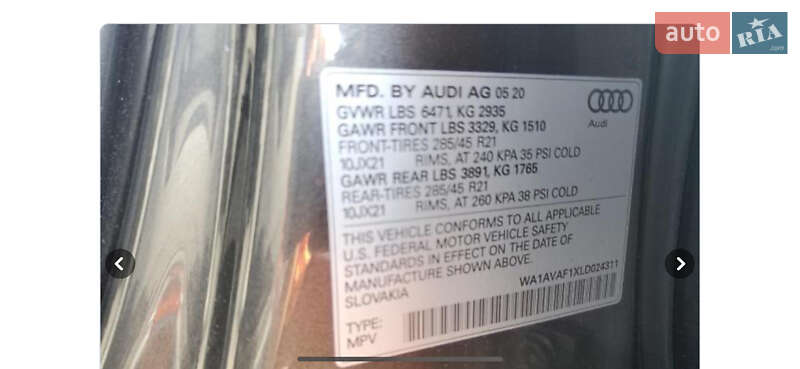 auto RIA
.com
MFD. BY AUDI AG 05 20
GVWR LBS 6471, KG 2935
GAWR FRONT LBS 3329, KG 1510
FRONT-TIRES 285/45 R21
10JX21 RIMS, AT 240 KPA 35 PSI COLD
GAWR REAR LBS 3891, KG 1765
REAR-TIRES 285/45 R21
10JX21 RIMS, AT 260 KPA 38 PSI COLD
Audi
THIS VEHICLE CONFORMS TO ALL APPLICABLE
U.S. FEDERAL MOTOR VEHICLE SAFETY
STANDARDS IN EFFECT ON THE DATE OF
MANUFACTURE SHOWN ABOVE.
SLOVAKIA
WA1AVAF1XLD024311
TYPE:
MPV